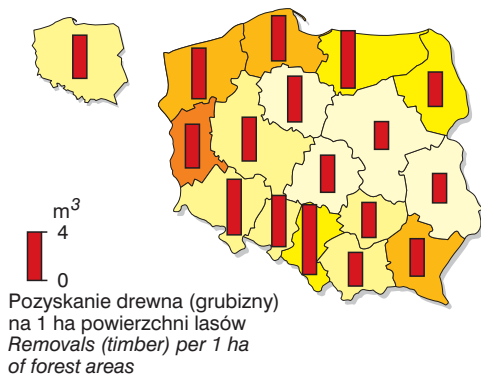 m³
4
0
Pozyskanie drewna (grubizny)
na 1 ha powierzchni lasów
Removals (timber) per 1 ha
of forest areas